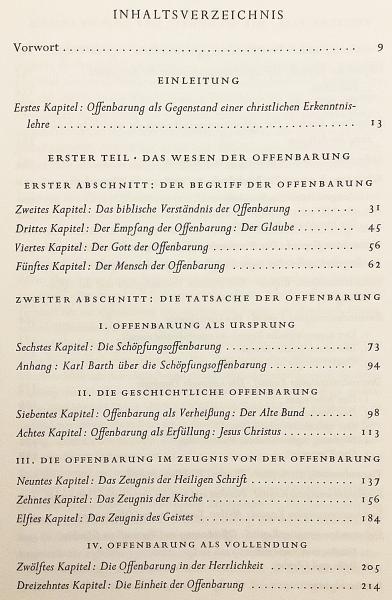 INHALTSVERZEICHNIS
Vorwort . . . . . . . . . . . . . . . . . . . . . . . . . . . . . . . . . . . . . . . . 9
EINLEITUNG
Erstes Kapitel: Offenbarung als Gegenstand einer christlichen Erkenntnis-
lehre . . . . . . . . . . . . . . . . . . . . . . . . . . . . . . . . . . . . . . . . 13
ERSTER TEIL · DAS WESEN DER OFFENBARUNG
ERSTER ABSCHNITT: DER BEGRIFF DER OFFENBARUNG
Zweites Kapitel: Das biblische Verständnis der Offenbarung . . . . . . . . . 31
Drittes Kapitel: Der Empfang der Offenbarung: Der Glaube . . . . . . . . . 45
Viertes Kapitel: Der Gott der Offenbarung . . . . . . . . . . . . . . . . . . . . 56
Fünftes Kapitel: Der Mensch der Offenbarung . . . . . . . . . . . . . . . . . 62
ZWEITER ABSCHNITT: DIE TATSACHE DER OFFENBARUNG
I. OFFENBARUNG ALS URSPRUNG
Sechstes Kapitel: Die Schöpfungsoffenbarung . . . . . . . . . . . . . . . . . . 73
Anhang: Karl Barth über die Schöpfungsoffenbarung . . . . . . . . . . . . . 94
II. DIE GESCHICHTLICHE OFFENBARUNG
Siebentes Kapitel: Offenbarung als Verheißung: Der Alte Bund . . . . . . . 98
Achtes Kapitel: Offenbarung als Erfüllung: Jesus Christus . . . . . . . . . . . 113
III. DIE OFFENBARUNG IM ZEUGNIS VON DER OFFENBARUNG
Neuntes Kapitel: Das Zeugnis der Heiligen Schrift . . . . . . . . . . . . . . . 137
Zehntes Kapitel: Das Zeugnis der Kirche . . . . . . . . . . . . . . . . . . . . . 156
Elftes Kapitel: Das Zeugnis des Geistes . . . . . . . . . . . . . . . . . . . . . . 184
IV. OFFENBARUNG ALS VOLLENDUNG
Zwölftes Kapitel: Die Offenbarung in der Herrlichkeit . . . . . . . . . . . . 205
Dreizehntes Kapitel: Die Einheit der Offenbarung . . . . . . . . . . . . . . . 214